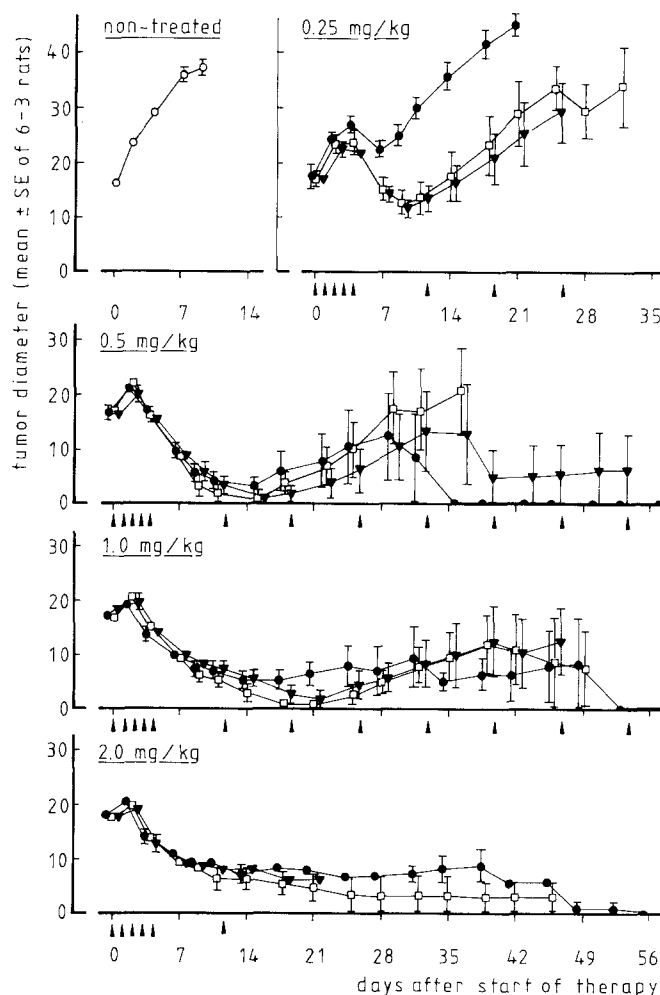 non-treated
0.25 mg/kg
40
30
20
10
0
0 7 14
0 7 14 21 28 35
tumor diameter (mean ± SE of 6-3 rats)
0.5 mg/kg
20
10
0
1.0 mg/kg
20
10
0
2.0 mg/kg
20
10
0
0 7 14 21 28 35 42 49 56
days after start of therapy